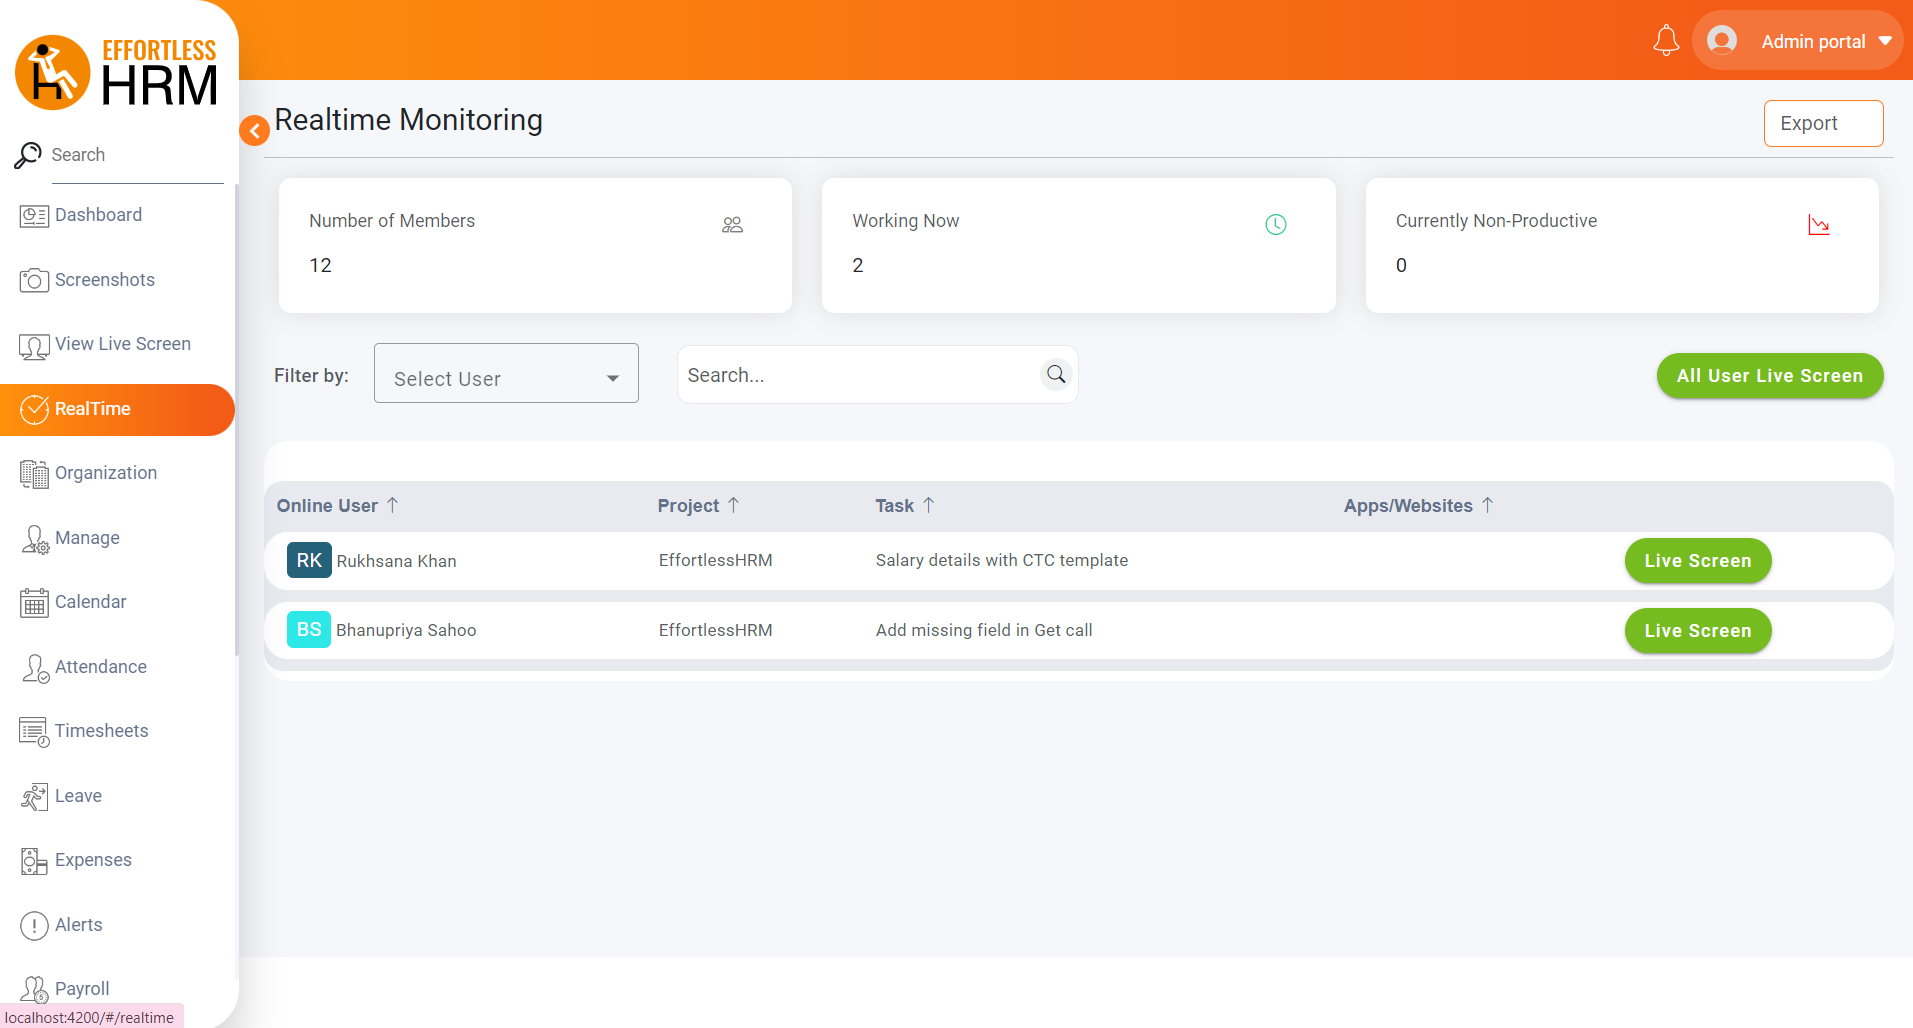 EFFORTLESS
HRM
Admin portal
Search
Dashboard
Screenshots
View Live Screen
RealTime
Organization
Manage
Calendar
Attendance
Timesheets
Leave
Expenses
Alerts
Payroll
localhost:4200/#/realtime
Realtime Monitoring
Export
Number of Members
12
Working Now
2
Currently Non-Productive
0
Filter by:
Select User
Search...
All User Live Screen
Online User ↑ Project ↑ Task ↑ Apps/Websites ↑
RK Rukhsana Khan EffortlessHRM Salary details with CTC template Live Screen
BS Bhanupriya Sahoo EffortlessHRM Add missing field in Get call Live Screen